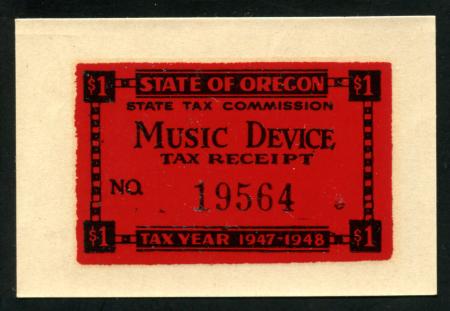 $1 STATE OF OREGON $1
STATE TAX COMMISSION
MUSIC DEVICE
TAX RECEIPT
NO. 19564
$1 TAX YEAR 1947-1948 $1